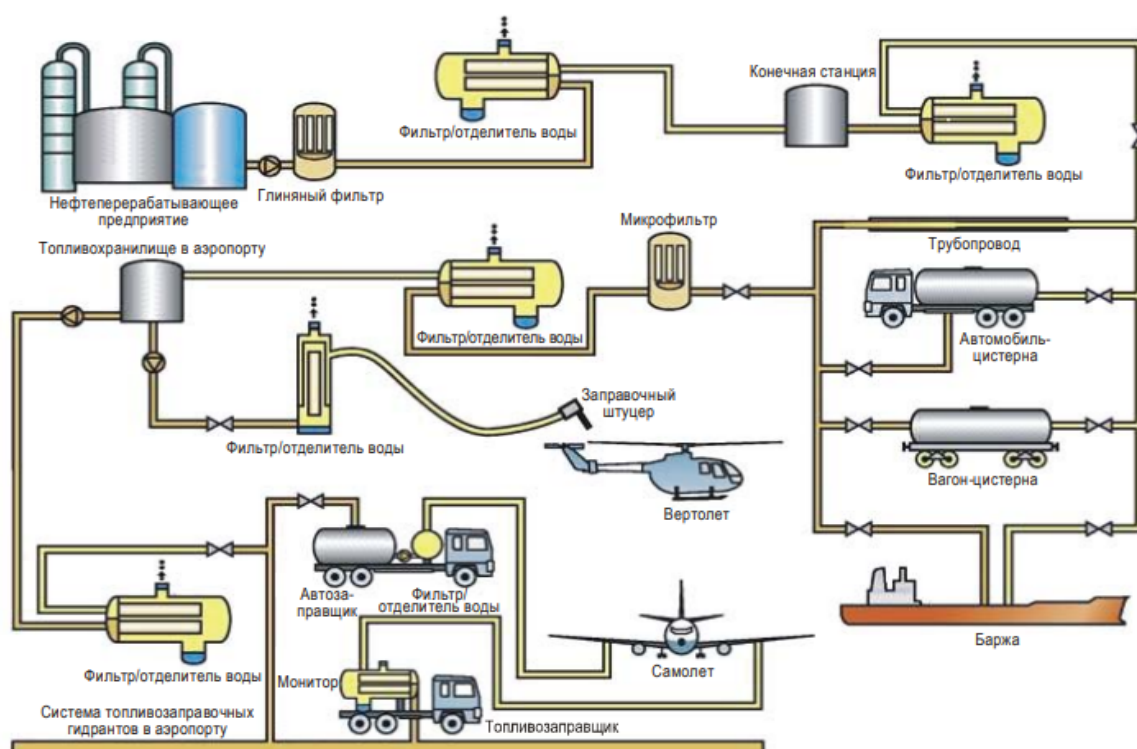 Конечная станция
Фильтр/отделитель воды
Фильтр/отделитель воды
Глиняный фильтр
Нефтеперерабатывающее
предприятие
Микрофильтр
Топливохранилище в аэропорту
Трубопровод
Фильтр/отделитель воды
Автомобиль-
цистерна
Заправочный
штуцер
Фильтр/отделитель воды
Вагон-цистерна
Вертолет
Автоза-
правщик
Фильтр/
отделитель воды
Баржа
Фильтр/отделитель воды
Монитор
Самолет
Система топливозаправочных
гидрантов в аэропорту
Топливозаправщик